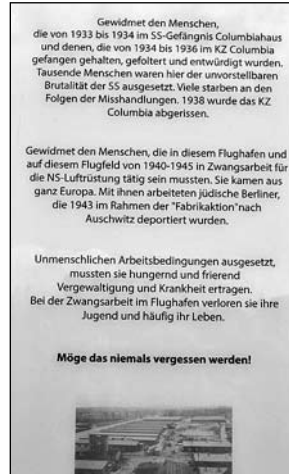 Gewidmet den Menschen,
die von 1933 bis 1934 im SS-Gefängnis Columbiahaus
und denen, die von 1934 bis 1936 im KZ Columbia
gefangen gehalten, gefoltert und entwürdigt wurden.
Tausende Menschen waren hier der unvorstellbaren
Brutalität der SS ausgesetzt. Viele starben an den
Folgen der Misshandlungen. 1938 wurde das KZ
Columbia abgerissen.
Gewidmet den Menschen, die in diesem Flughafen und
auf diesem Flugfeld von 1940-1945 in Zwangsarbeit für
die NS-Luftrüstung tätig sein mussten. Sie kamen aus
ganz Europa. Mit ihnen arbeiteten jüdische Berliner,
die 1943 im Rahmen der "Fabrikaktion"nach
Auschwitz deportiert wurden.
Unmenschlichen Arbeitsbedingungen ausgesetzt,
mussten sie hungernd und frierend
Vergewaltigung und Krankheit ertragen.
Bei der Zwangsarbeit im Flughafen verloren sie ihre
Jugend und häufig ihr Leben.
Möge das niemals vergessen werden!